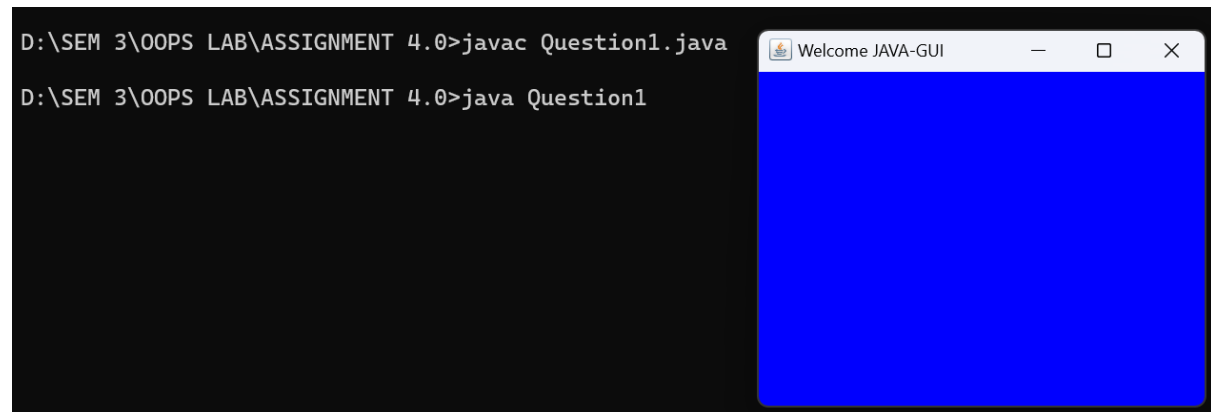 D:\SEM 3\OOPS LAB\ASSIGNMENT 4.0>javac Question1.java
Welcome JAVA-GUI
D:\SEM 3\OOPS LAB\ASSIGNMENT 4.0>java Question1